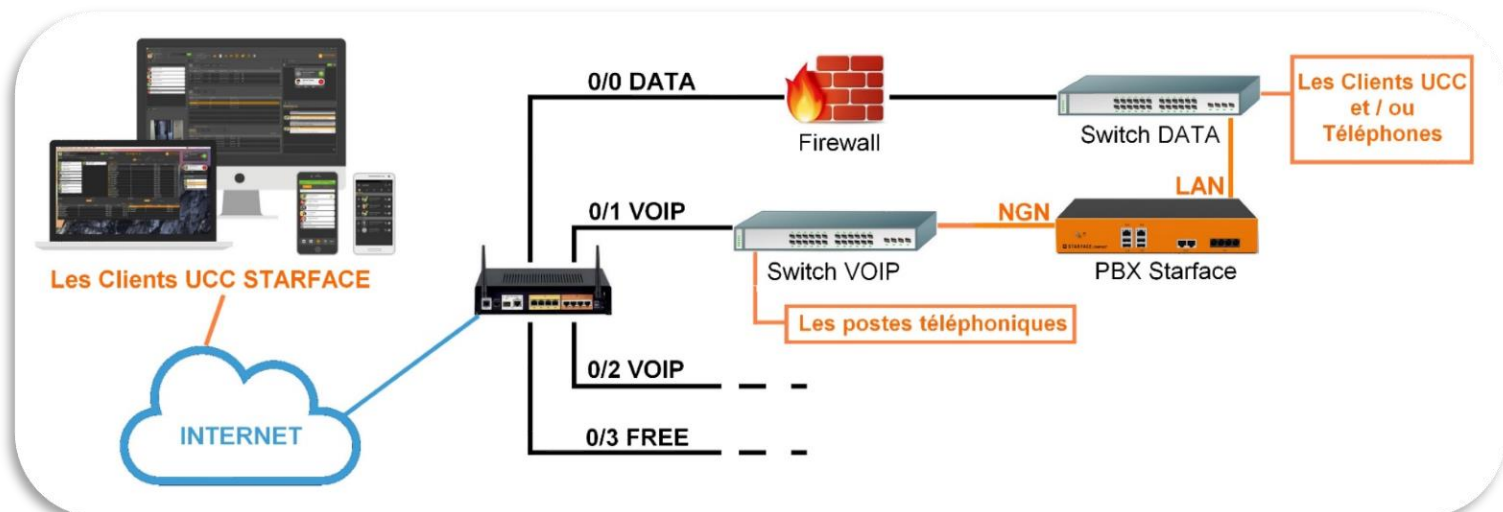 0/0 DATA
Firewall
Switch DATA
Les Clients UCC
et / ou
Téléphones
LAN
0/1 VOIP
NGN
Switch VOIP
PBX Starface
Les Clients UCC STARFACE
Les postes téléphoniques
0/2 VOIP
INTERNET
0/3 FREE